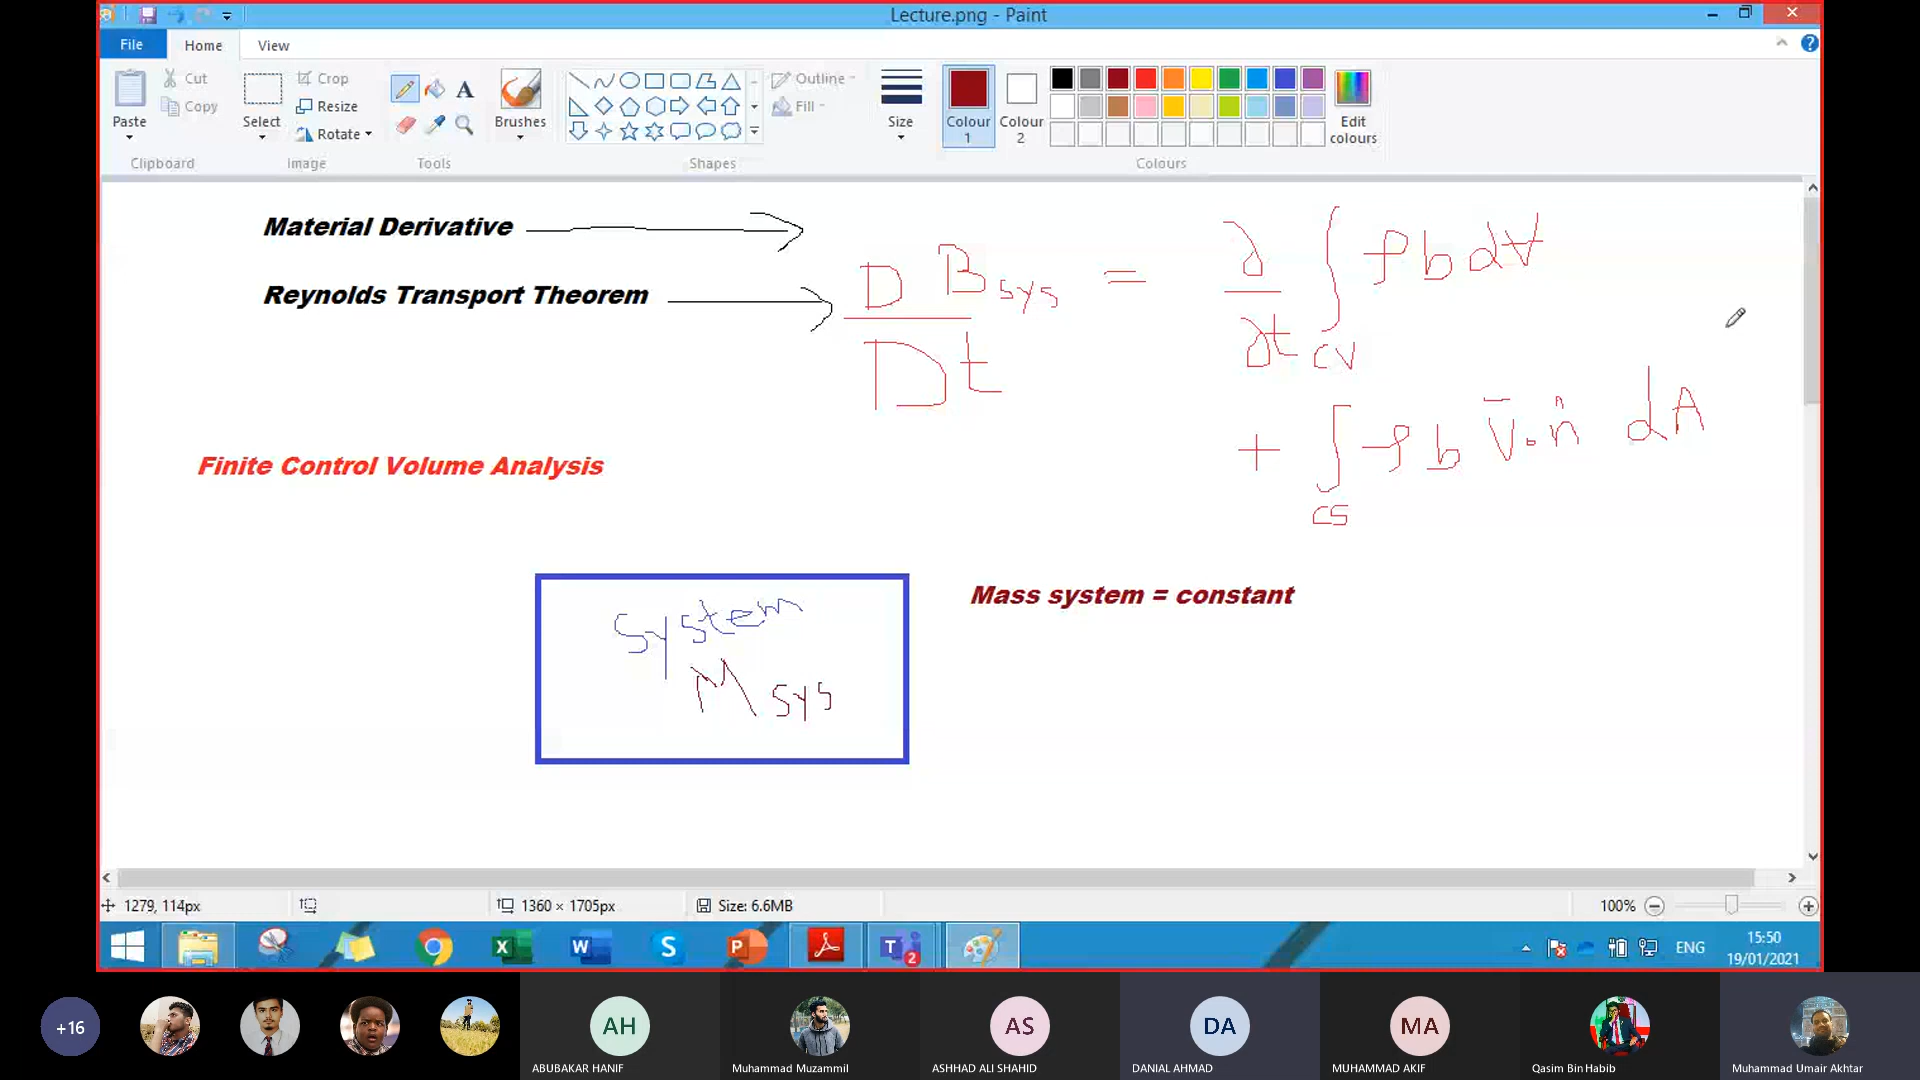 Lecture.png - Paint
File Home View
Paste Cut Copy Clipboard
Select Crop Resize Rotate Image
Tools
Brushes
Shapes Outline Fill
Size
Colour 1 Colour 2
Edit colours
Colours
Material Derivative
Reynolds Transport Theorem
D B sys / Dt = ∂/∂t ∫ ρ b dV
CV
+ ∫ ρ b V̄ . n̂ dA
CS
Finite Control Volume Analysis
System
M sys
Mass system = constant
1279, 114px
1360 × 1705px
Size: 6.6MB
100%
2
ENG
15:50
19/01/2021
+16
AH
AS
DA
MA
ABUBAKAR HANIF
Muhammad Muzammil
ASHHAD ALI SHAHID
DANIAL AHMAD
MUHAMMAD AKIF
Qasim Bin Habib
Muhammad Umair Akhtar